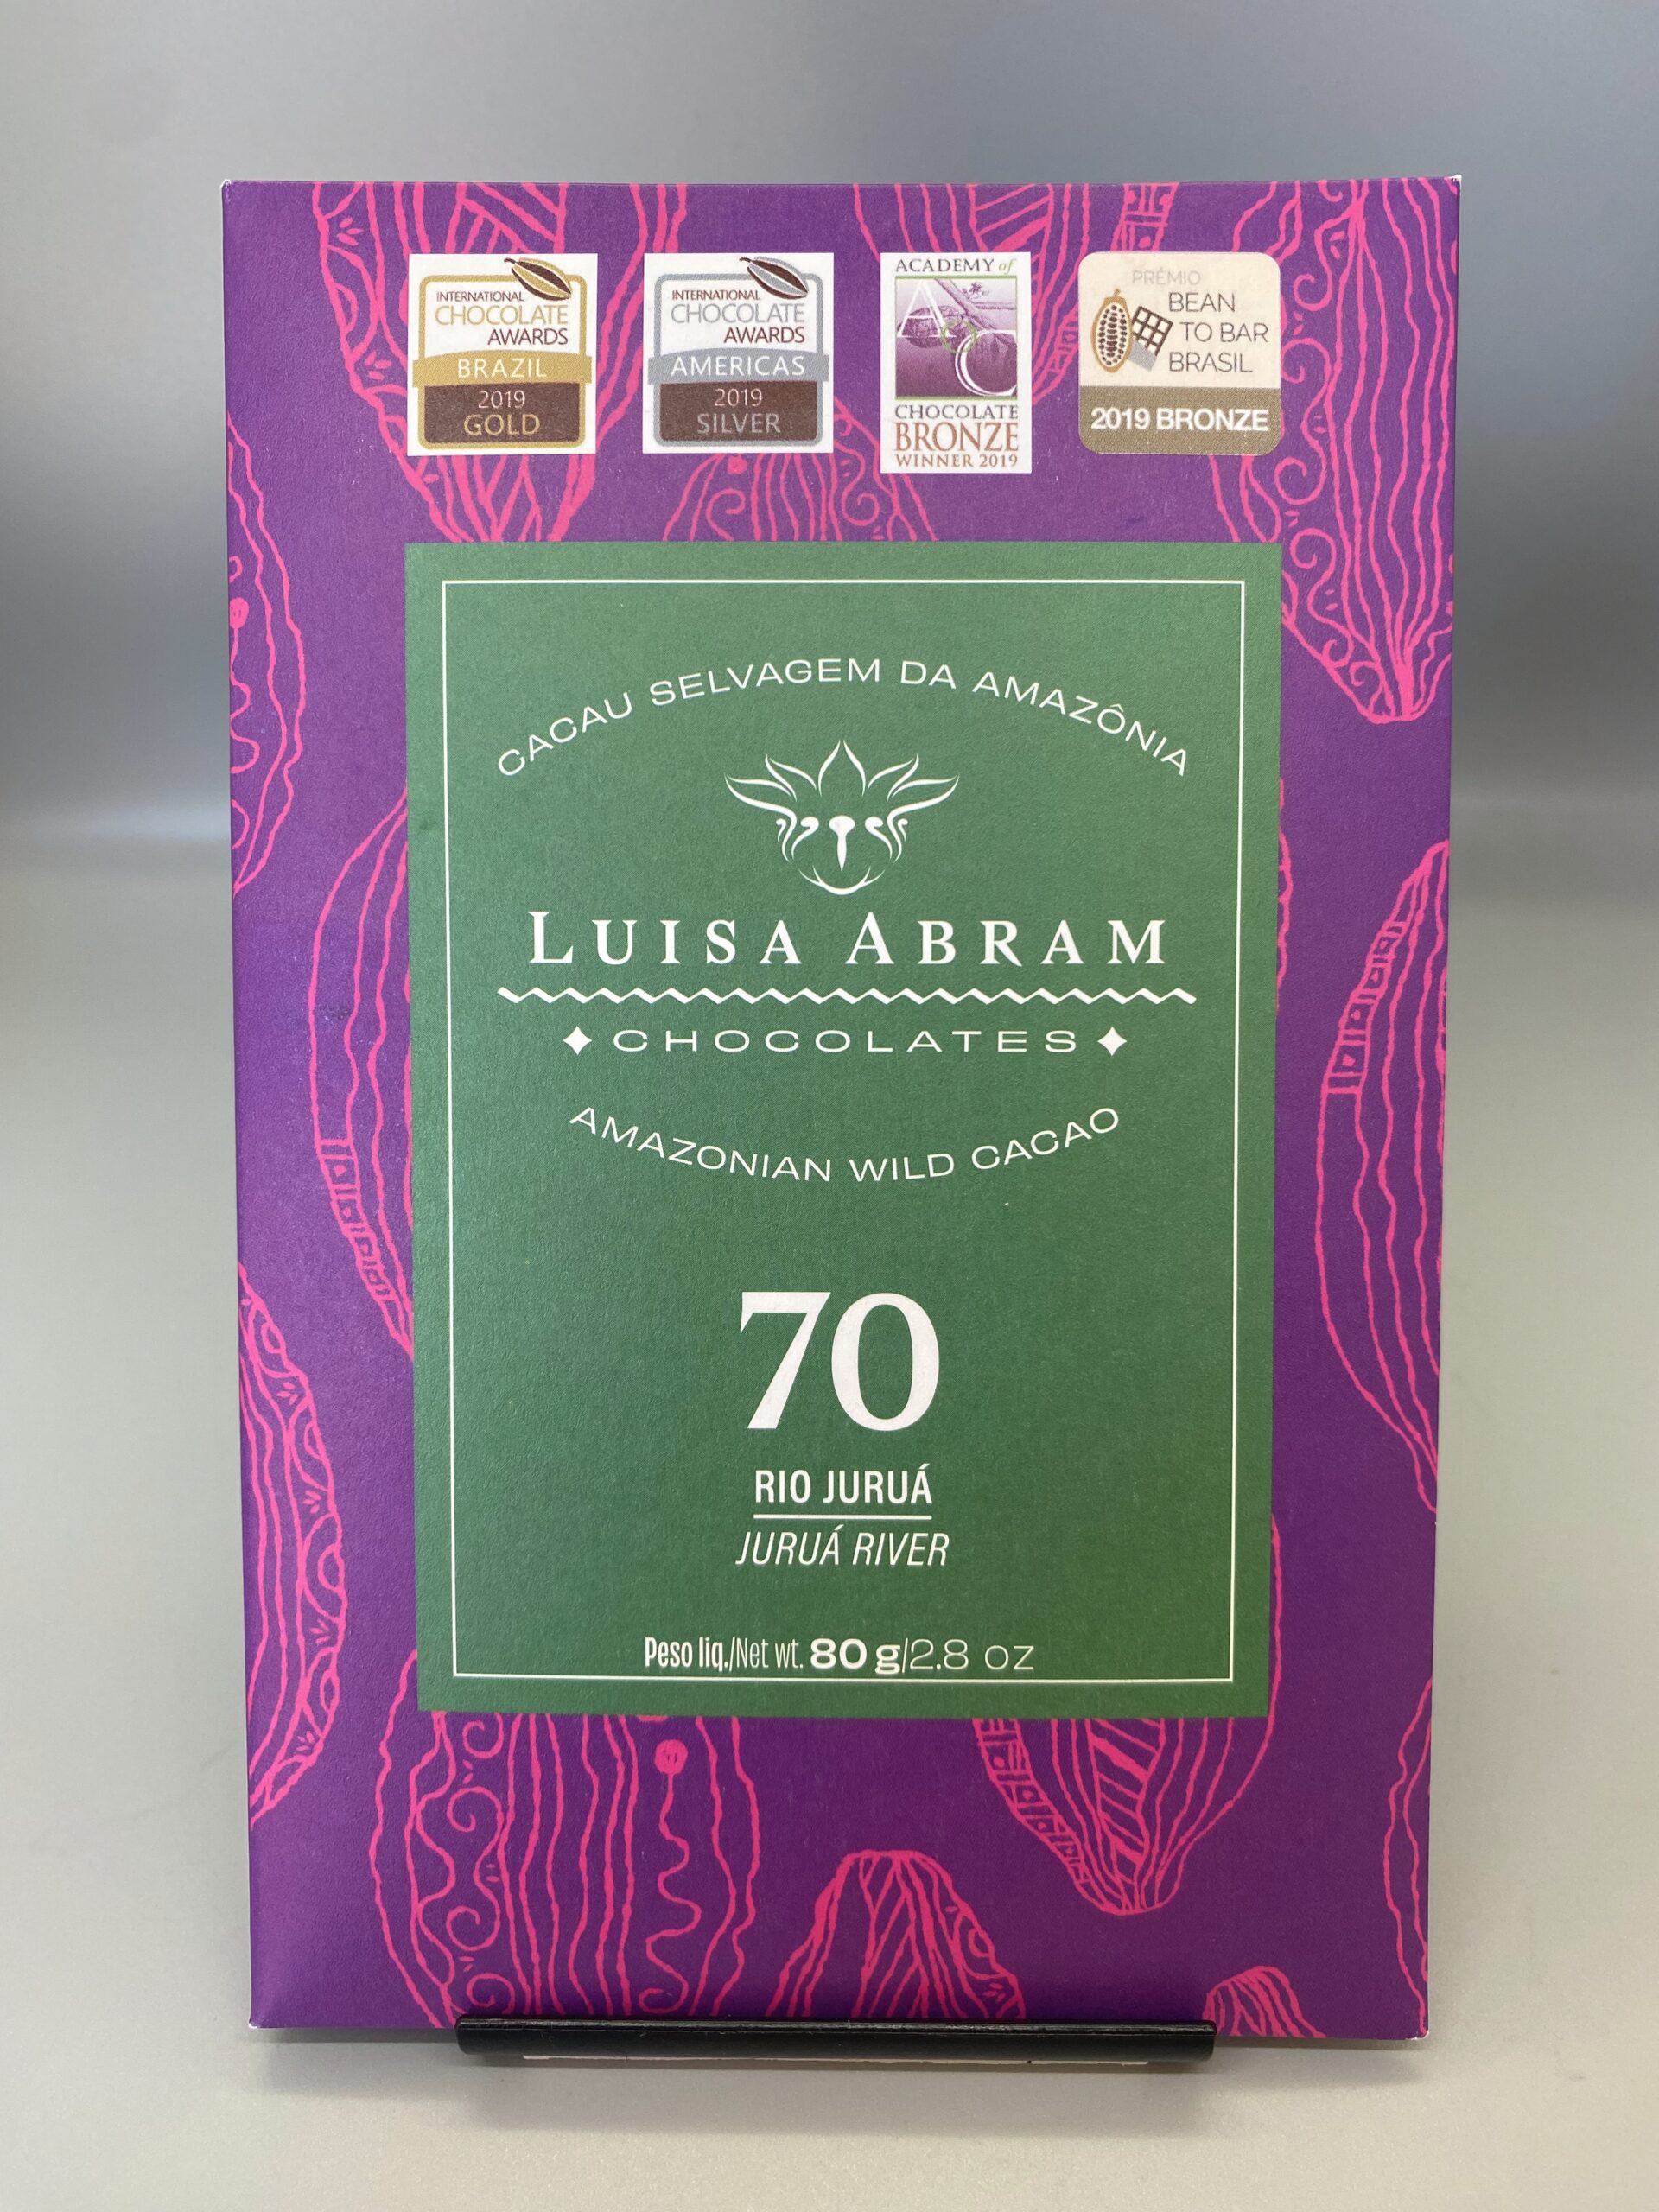 INTERNATIONAL
CHOCOLATE
AWARDS
BRAZIL
2019
GOLD
INTERNATIONAL
CHOCOLATE
AWARDS
AMERICAS
2019
SILVER
ACADEMY of
A o C
CHOCOLATE
BRONZE
WINNER 2019
PRÊMIO
BEAN
TO BAR
BRASIL
2019 BRONZE
CACAU SELVAGEM DA AMAZÔNIA
LUISA ABRAM
CHOCOLATES
AMAZONIAN WILD CACAO
70
RIO JURUÁ
JURUÁ RIVER
Peso liq./Net wt. 80 g/2.8 oz